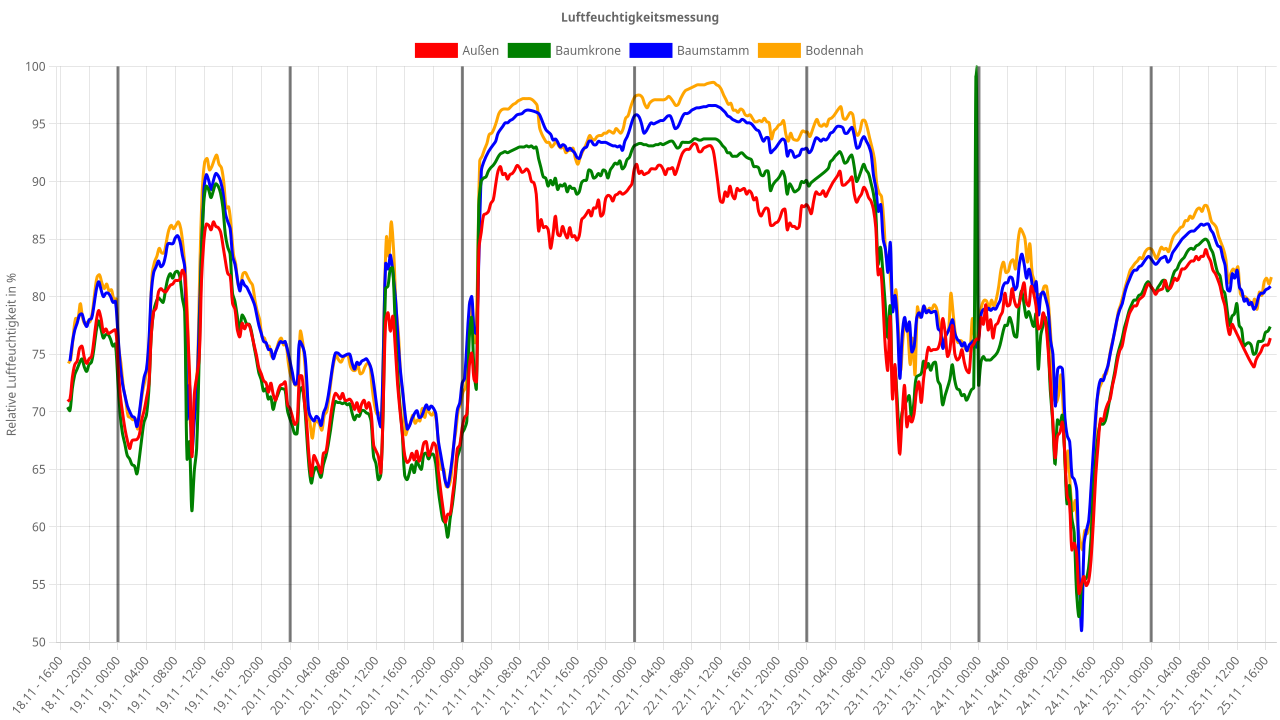 Luftfeuchtigkeitsmessung
Außen Baumkrone Baumstamm Bodennah
Relative Luftfeuchtigkeit in %
100
95
90
85
80
75
70
65
60
55
50
18.11 - 16:00
18.11 - 20:00
19.11 - 00:00
19.11 - 04:00
19.11 - 08:00
19.11 - 12:00
19.11 - 16:00
19.11 - 20:00
20.11 - 00:00
20.11 - 04:00
20.11 - 08:00
20.11 - 12:00
20.11 - 16:00
20.11 - 20:00
21.11 - 00:00
21.11 - 04:00
21.11 - 08:00
21.11 - 12:00
21.11 - 16:00
21.11 - 20:00
22.11 - 00:00
22.11 - 04:00
22.11 - 08:00
22.11 - 12:00
22.11 - 16:00
22.11 - 20:00
23.11 - 00:00
23.11 - 04:00
23.11 - 08:00
23.11 - 12:00
23.11 - 16:00
23.11 - 20:00
24.11 - 00:00
24.11 - 04:00
24.11 - 08:00
24.11 - 12:00
24.11 - 16:00
24.11 - 20:00
25.11 - 00:00
25.11 - 04:00
25.11 - 08:00
25.11 - 12:00
25.11 - 16:00